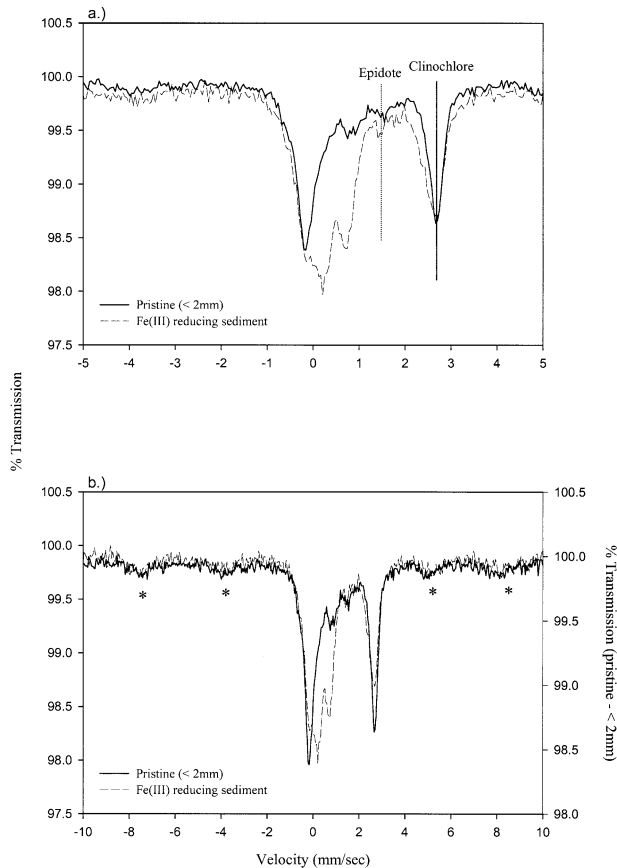 a.)
100.5
100.0
99.5
99.0
98.5
98.0
97.5
Epidote
Clinochlore
Pristine (< 2mm)
Fe(III) reducing sediment
-5 -4 -3 -2 -1 0 1 2 3 4 5
% Transmission
b.)
100.5
100.0
99.5
99.0
98.5
98.0
97.5
* * * *
Pristine (< 2mm)
Fe(III) reducing sediment
100.5
100.0
99.5
99.0
98.5
98.0
% Transmission (pristine - < 2mm)
-10 -8 -6 -4 -2 0 2 4 6 8 10
Velocity (mm/sec)